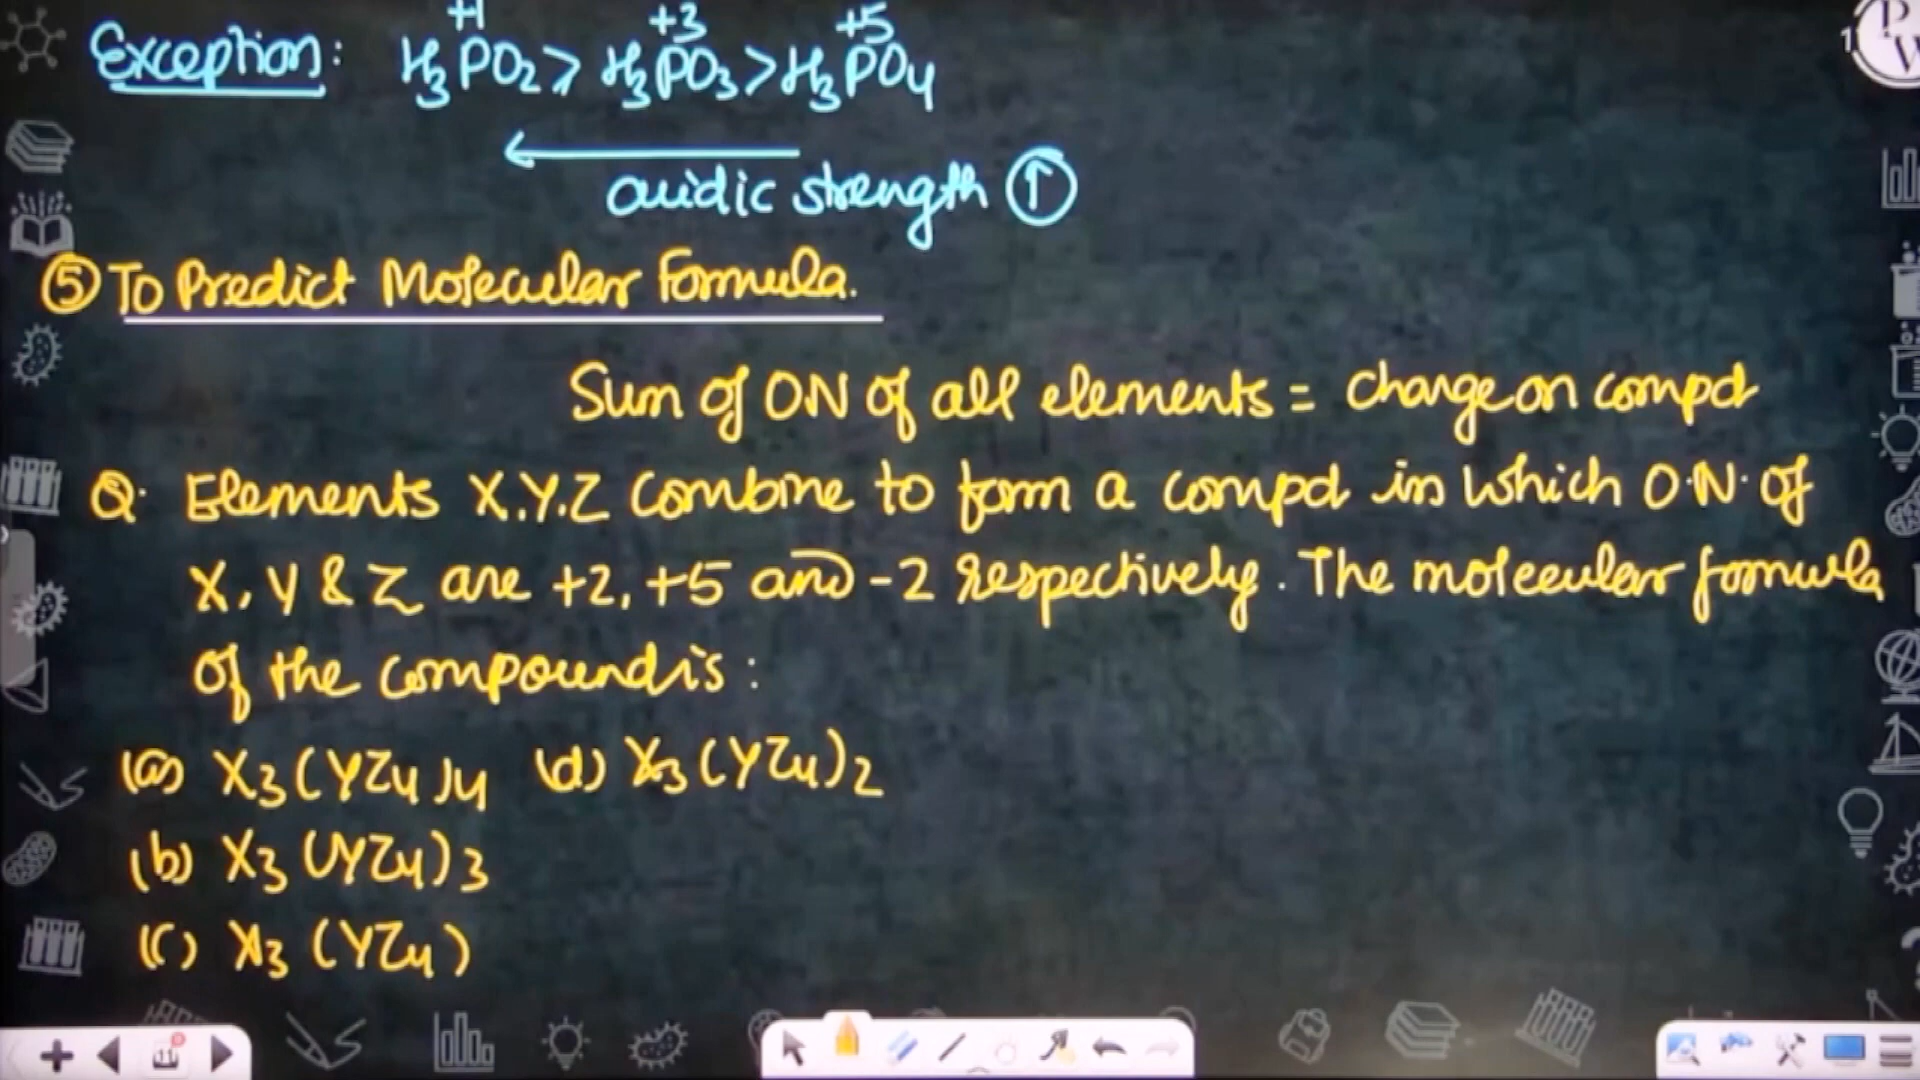 +1 +3 +5
Exception: H3PO2 > H3PO3 > H3PO4
acidic strength ↑
⑤ To Predict Molecular Formula.
Sum of O.N of all elements = charge on compd
Q. Elements X.Y.Z combine to form a compd in which O.N. of
X, Y & Z are +2, +5 and -2 respectively. The molecular formula
of the compound is:
(a) X3(YZ4)4 (d) X3(YZ4)2
(b) X3(YZ4)3
(c) X3(YZ4)
PW